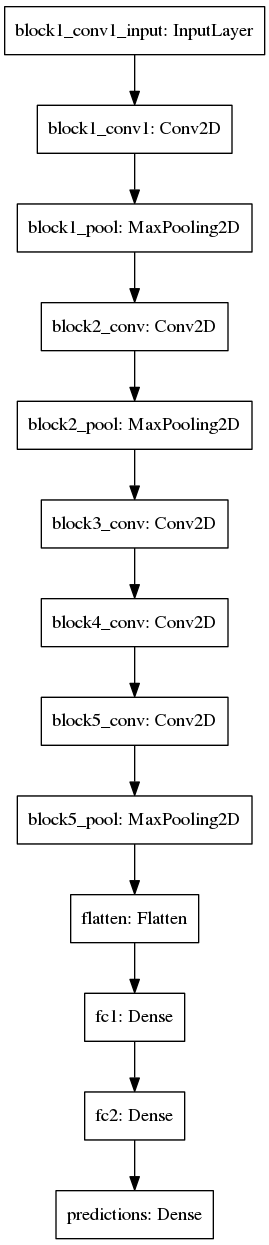 block1_conv1_input: InputLayer
block1_conv1: Conv2D
block1_pool: MaxPooling2D
block2_conv: Conv2D
block2_pool: MaxPooling2D
block3_conv: Conv2D
block4_conv: Conv2D
block5_conv: Conv2D
block5_pool: MaxPooling2D
flatten: Flatten
fc1: Dense
fc2: Dense
predictions: Dense